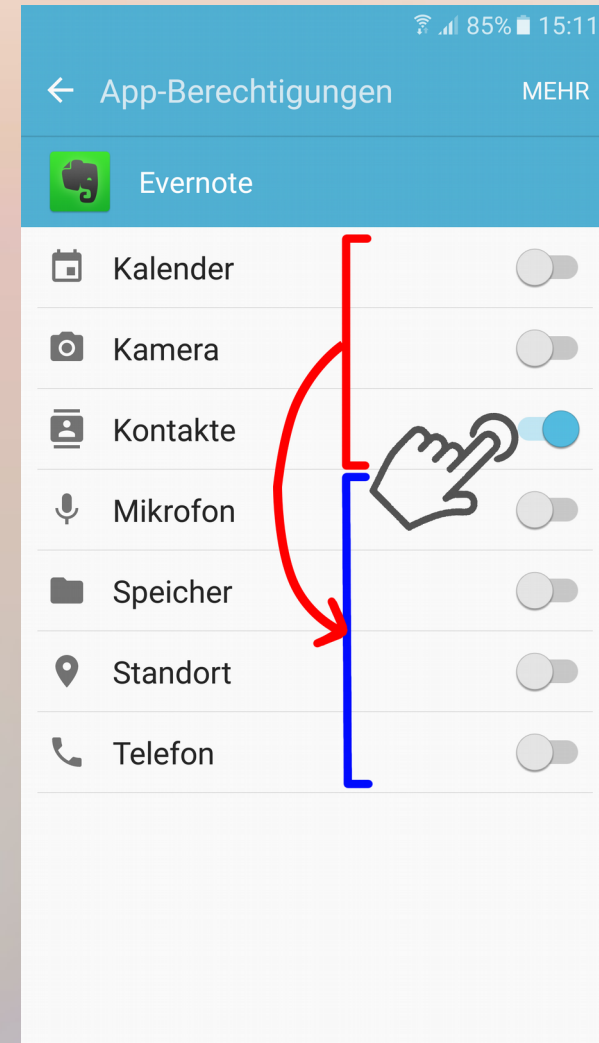 85% 15:11
App-Berechtigungen MEHR
Evernote
Kalender
Kamera
Kontakte
Mikrofon
Speicher
Standort
Telefon